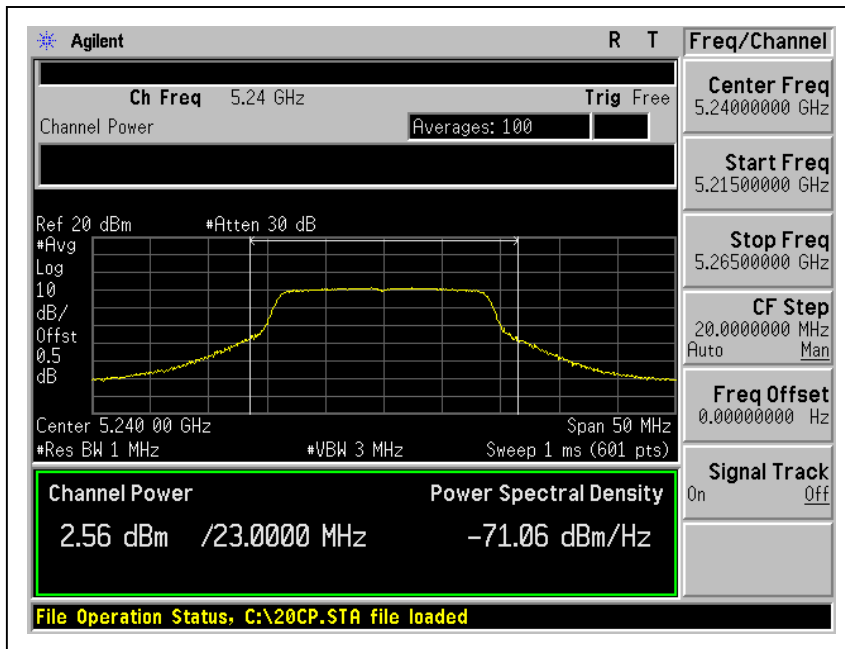 Agilent R T Freq/Channel
Ch Freq 5.24 GHz Trig Free
Channel Power Averages: 100
Center Freq
5.24000000 GHz
Start Freq
5.21500000 GHz
Stop Freq
5.26500000 GHz
CF Step
20.0000000 MHz
Auto Man
Freq Offset
0.00000000 Hz
Signal Track
On Off
Ref 20 dBm #Atten 30 dB
#Avg
Log
10
dB/
Offst
0.5
dB
Center 5.240 00 GHz Span 50 MHz
#Res BW 1 MHz #VBW 3 MHz Sweep 1 ms (601 pts)
Channel Power Power Spectral Density
2.56 dBm /23.0000 MHz -71.06 dBm/Hz
File Operation Status, C:\20CP.STA file loaded